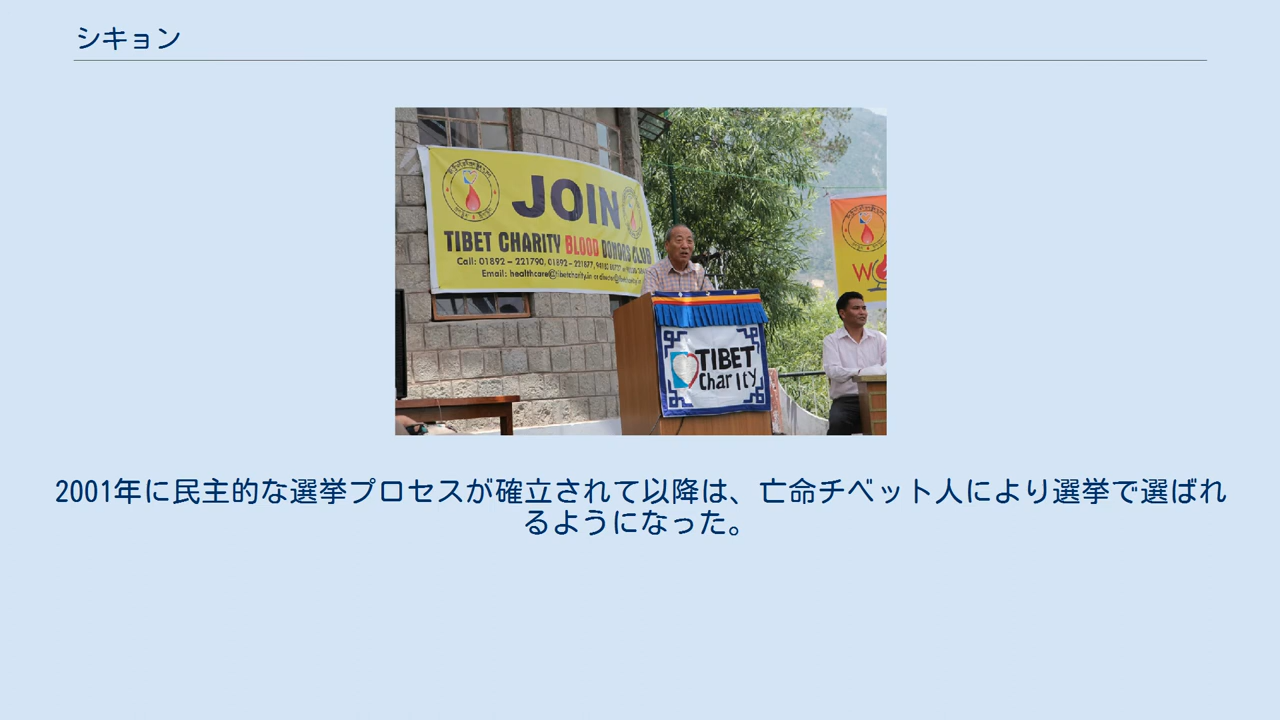 シキョン
JOIN
TIBET CHARITY BLOOD DONORS CLUB
Call: 01892 – 221790, 01892 – 221877,
Email: healthcare@tibetcharity.in or
TIBET
Charity
2001年に民主的な選挙プロセスが確立されて以降は、亡命チベット人により選挙で選ばれ
るようになった。